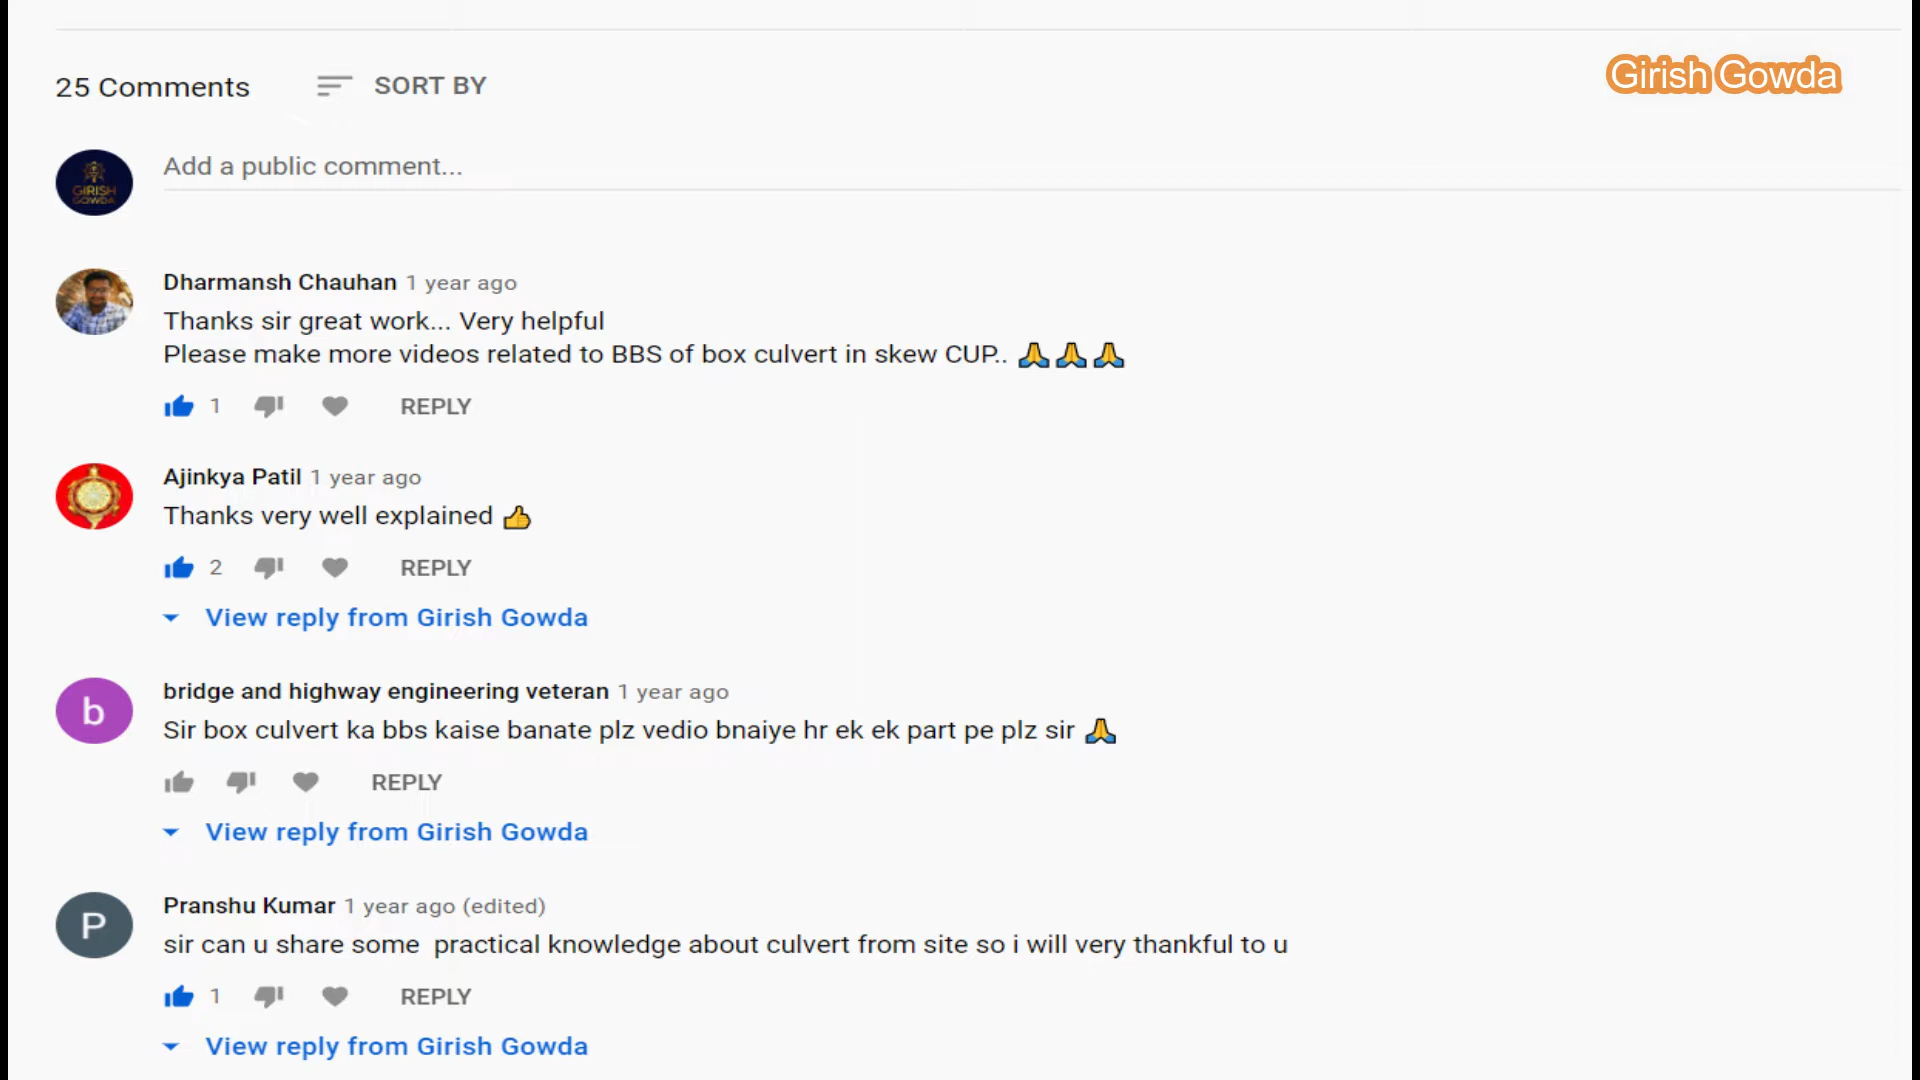 25 Comments SORT BY
Girish Gowda
GIRISH
GOWDA
Add a public comment...
Dharmansh Chauhan 1 year ago
Thanks sir great work... Very helpful
Please make more videos related to BBS of box culvert in skew CUP.. 🙏🙏🙏
1 REPLY
Ajinkya Patil 1 year ago
Thanks very well explained 👍
2 REPLY
View reply from Girish Gowda
b
bridge and highway engineering veteran 1 year ago
Sir box culvert ka bbs kaise banate plz vedio bnaiye hr ek ek part pe plz sir 🙏
REPLY
View reply from Girish Gowda
P
Pranshu Kumar 1 year ago (edited)
sir can u share some  practical knowledge about culvert from site so i will very thankful to u
1 REPLY
View reply from Girish Gowda